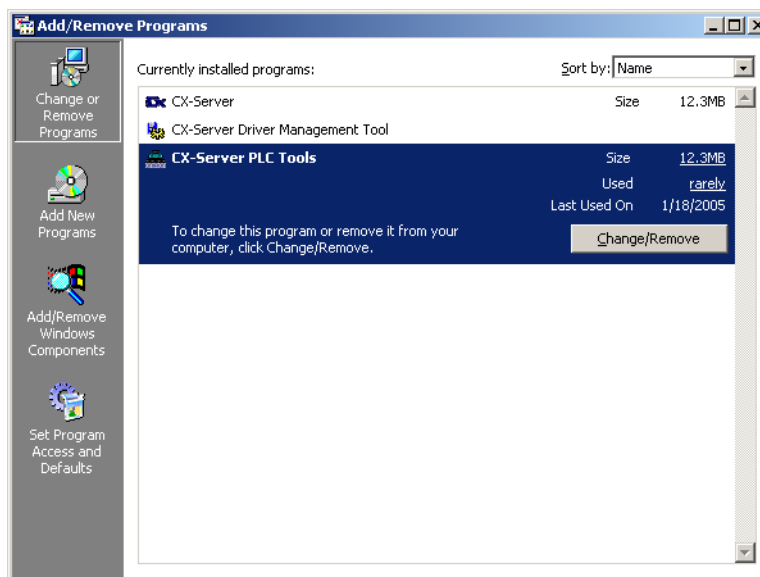 Add/Remove Programs
Change or
Remove
Programs
Add New
Programs
Add/Remove
Windows
Components
Set Program
Access and
Defaults
Currently installed programs:
Sort by: Name
CX-Server Size 12.3MB
CX-Server Driver Management Tool
CX-Server PLC Tools Size 12.3MB
Used rarely
Last Used On 1/18/2005
To change this program or remove it from your
computer, click Change/Remove.
Change/Remove